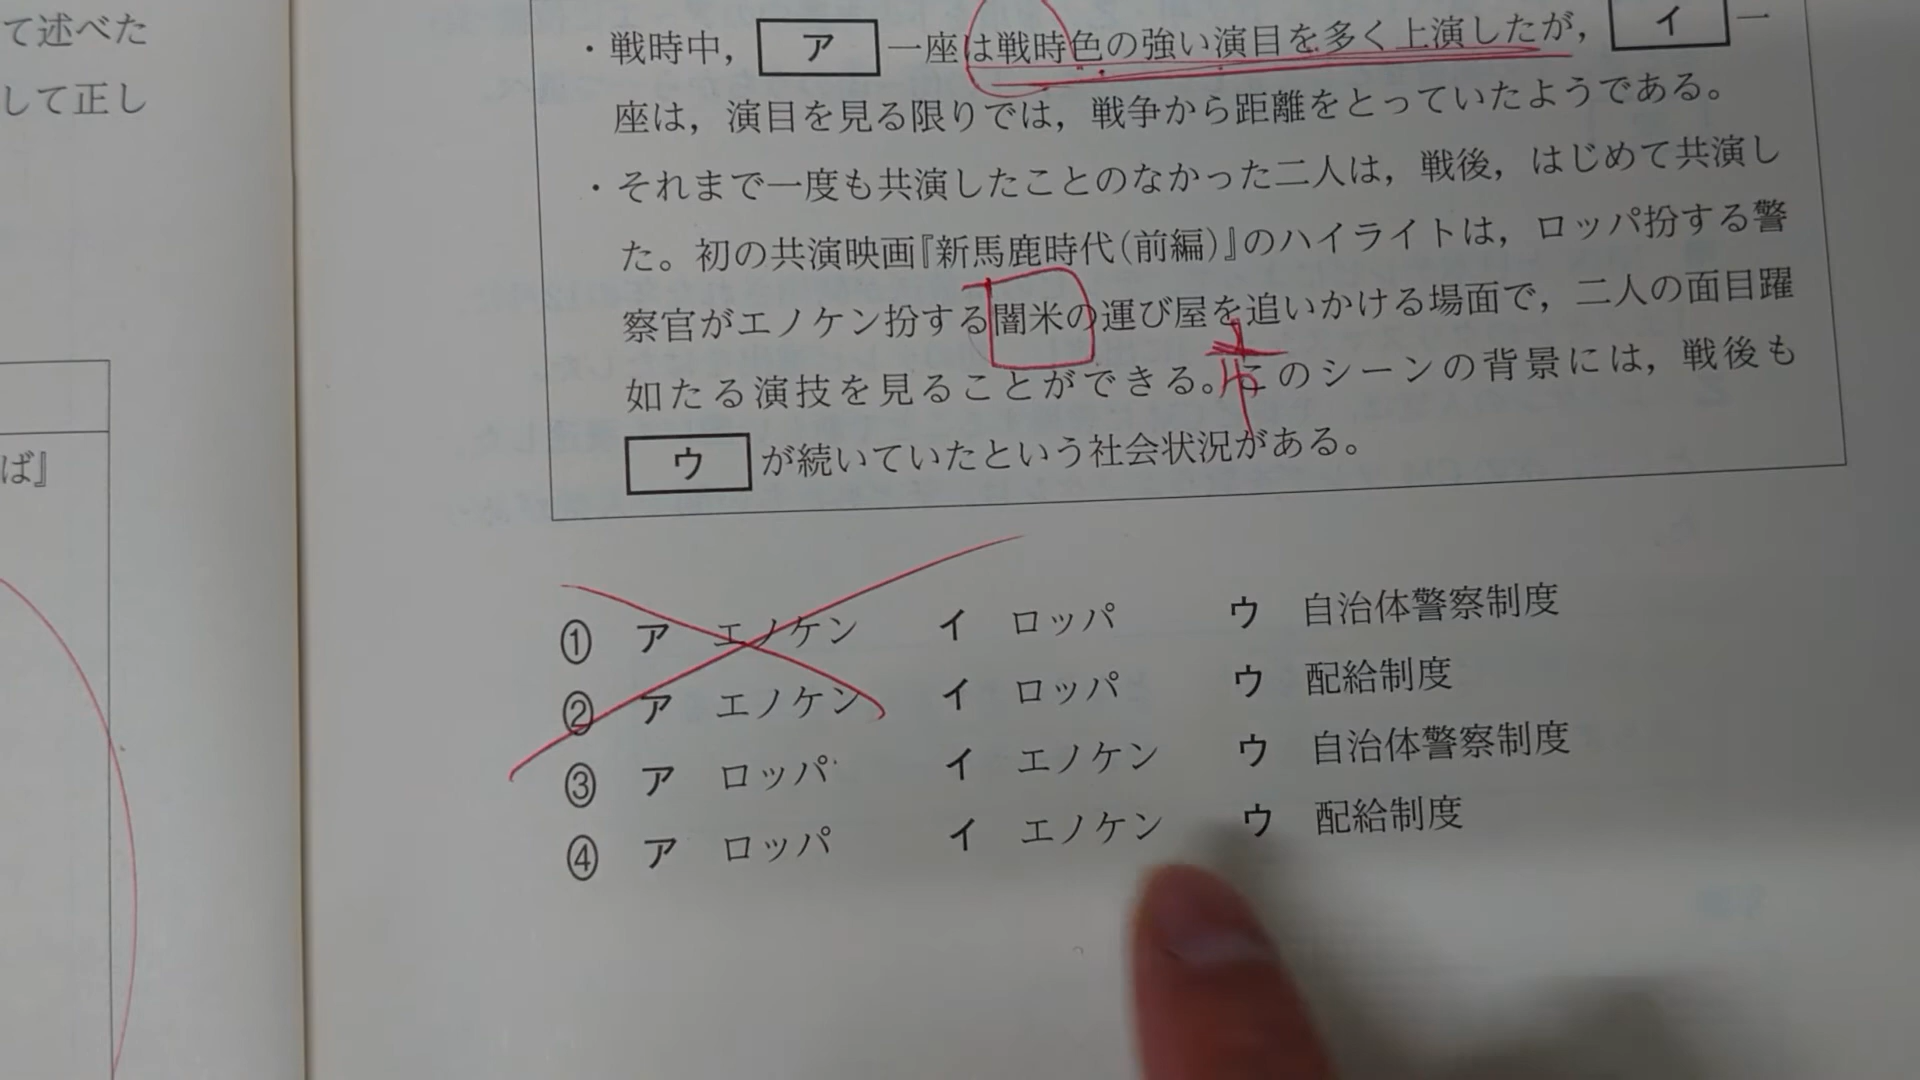 て述べた
して正し
ば』
・戦時中，ア一座は戦時色の強い演目を多く上演したが，イ一
座は，演目を見る限りでは，戦争から距離をとっていたようである。
・それまで一度も共演したことのなかった二人は，戦後，はじめて共演し
た。初の共演映画『新馬鹿時代（前編）』のハイライトは，ロッパ扮する警
察官がエノケン扮する闇米の運び屋を追いかける場面で，二人の面目躍
如たる演技を見ることができる。このシーンの背景には，戦後も
ウが続いていたという社会状況がある。
① ア エノケン イ ロッパ ウ 自治体警察制度
② ア エノケン イ ロッパ ウ 配給制度
③ ア ロッパ イ エノケン ウ 自治体警察制度
④ ア ロッパ イ エノケン ウ 配給制度